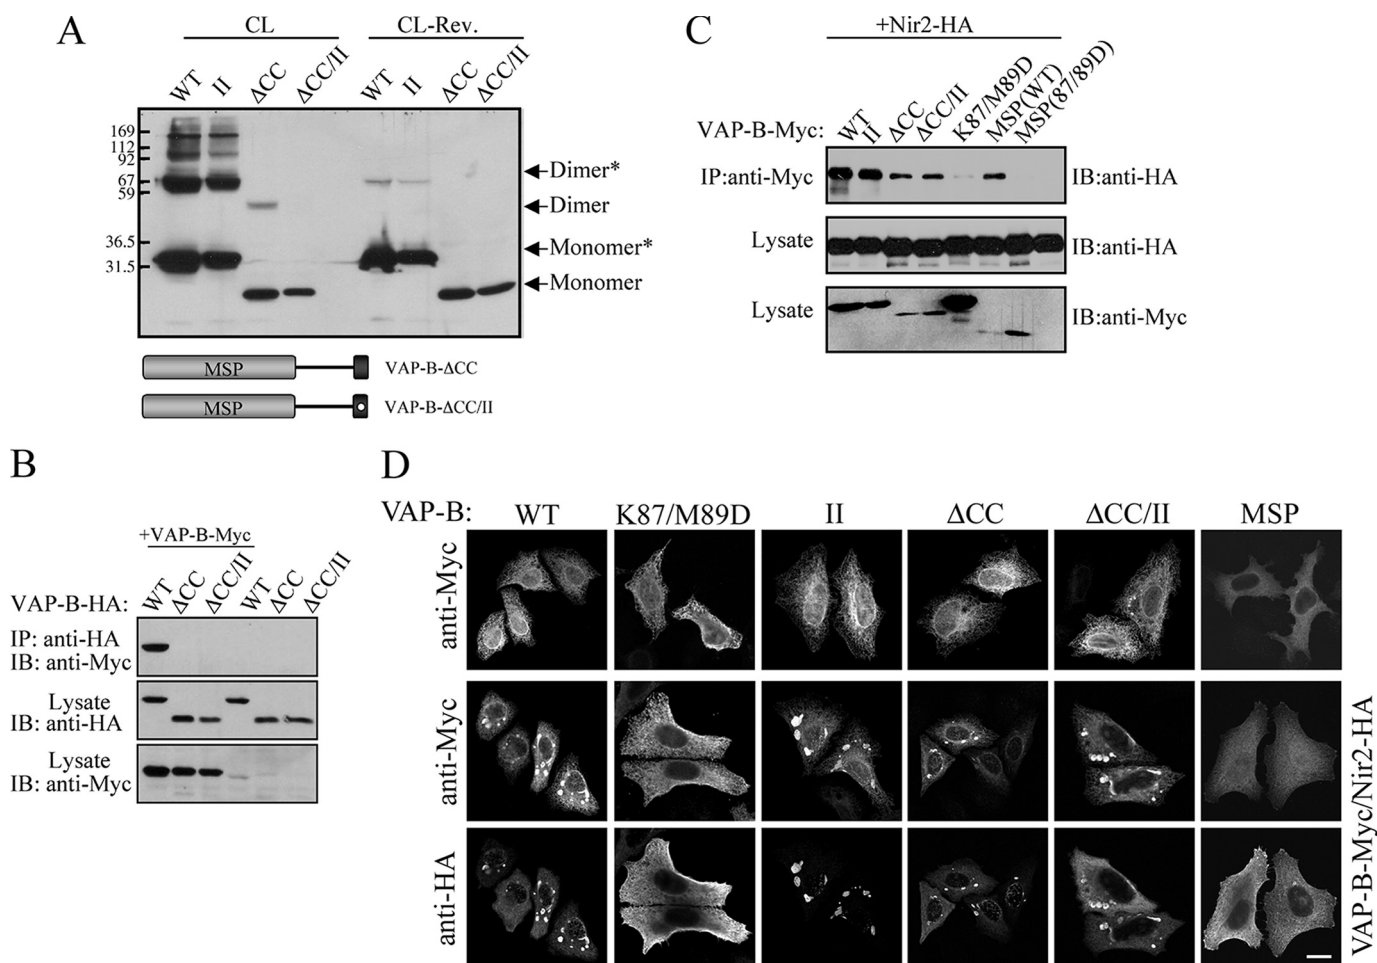 A
CL
CL-Rev.
WT
II
ΔCC
ΔCC/II
WT
II
ΔCC
ΔCC/II
169
112
92
67
59
36.5
31.5
Dimer*
Dimer
Monomer*
Monomer
MSP
VAP-B-ΔCC
MSP
VAP-B-ΔCC/II
B
+VAP-B-Myc
VAP-B-HA:
WT
ΔCC
ΔCC/II
WT
ΔCC
ΔCC/II
IP: anti-HA
IB: anti-Myc
Lysate
IB: anti-HA
Lysate
IB: anti-Myc
C
+Nir2-HA
VAP-B-Myc:
WT
II
ΔCC
ΔCC/II
K87/M89D
MSP(WT)
MSP(87/89D)
IP:anti-Myc
IB:anti-HA
Lysate
IB:anti-HA
Lysate
IB:anti-Myc
D
VAP-B:
WT
K87/M89D
II
ΔCC
ΔCC/II
MSP
anti-Myc
anti-Myc
anti-HA
VAP-B-Myc/Nir2-HA